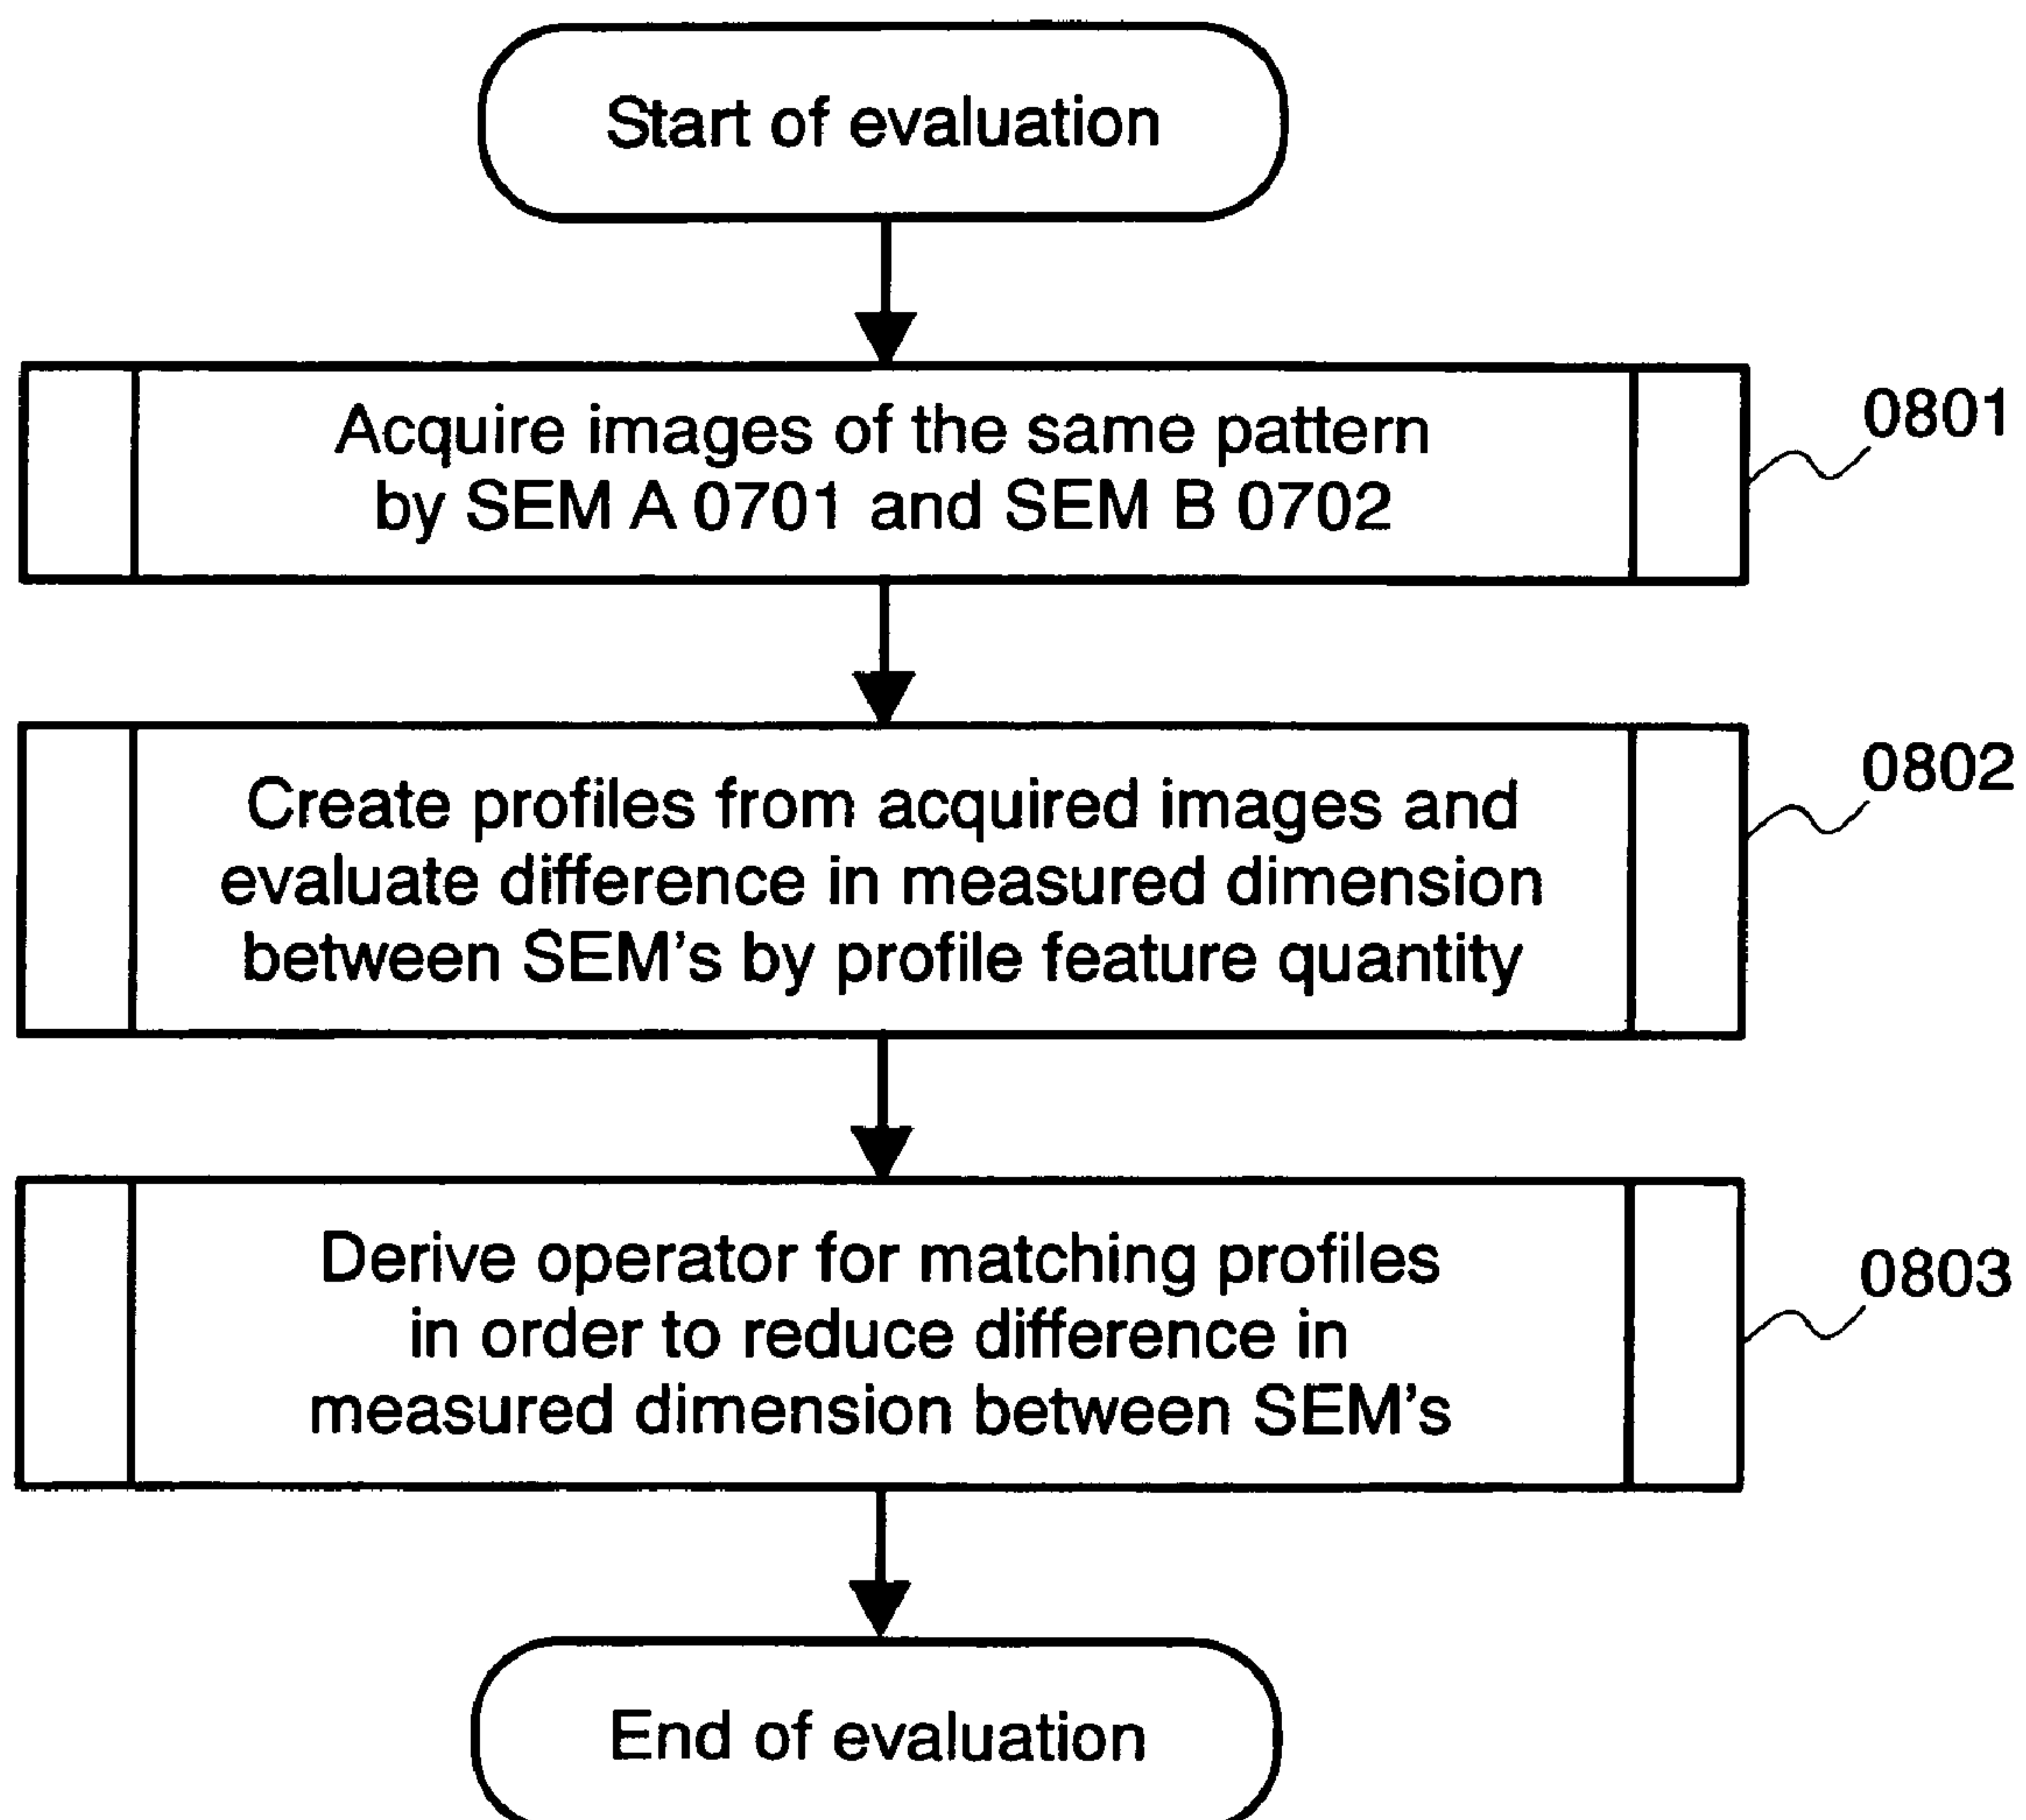 Start of evaluation
Acquire images of the same pattern
by SEM A 0701 and SEM B 0702
0801
Create profiles from acquired images and
evaluate difference in measured dimension
between SEM's by profile feature quantity
0802
Derive operator for matching profiles
in order to reduce difference in
measured dimension between SEM's
0803
End of evaluation